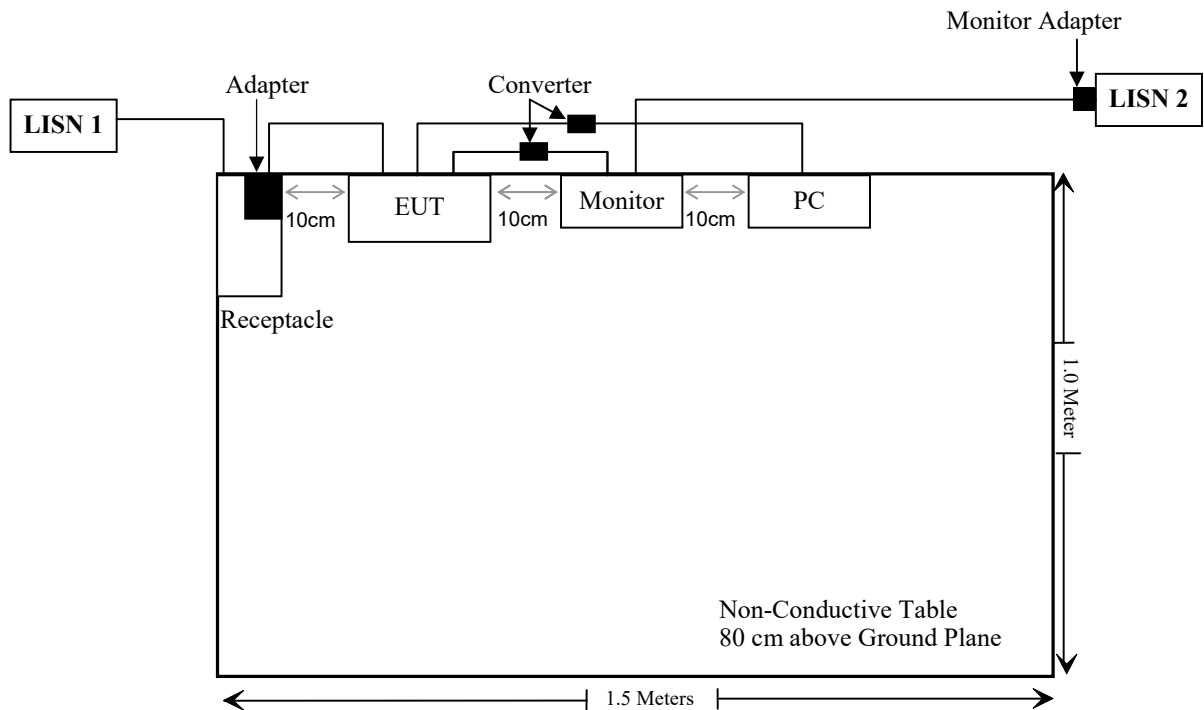 Monitor Adapter
Adapter
Converter
LISN 1
LISN 2
EUT
Monitor
PC
10cm
10cm
10cm
Receptacle
1.0 Meter
Non-Conductive Table
80 cm above Ground Plane
1.5 Meters